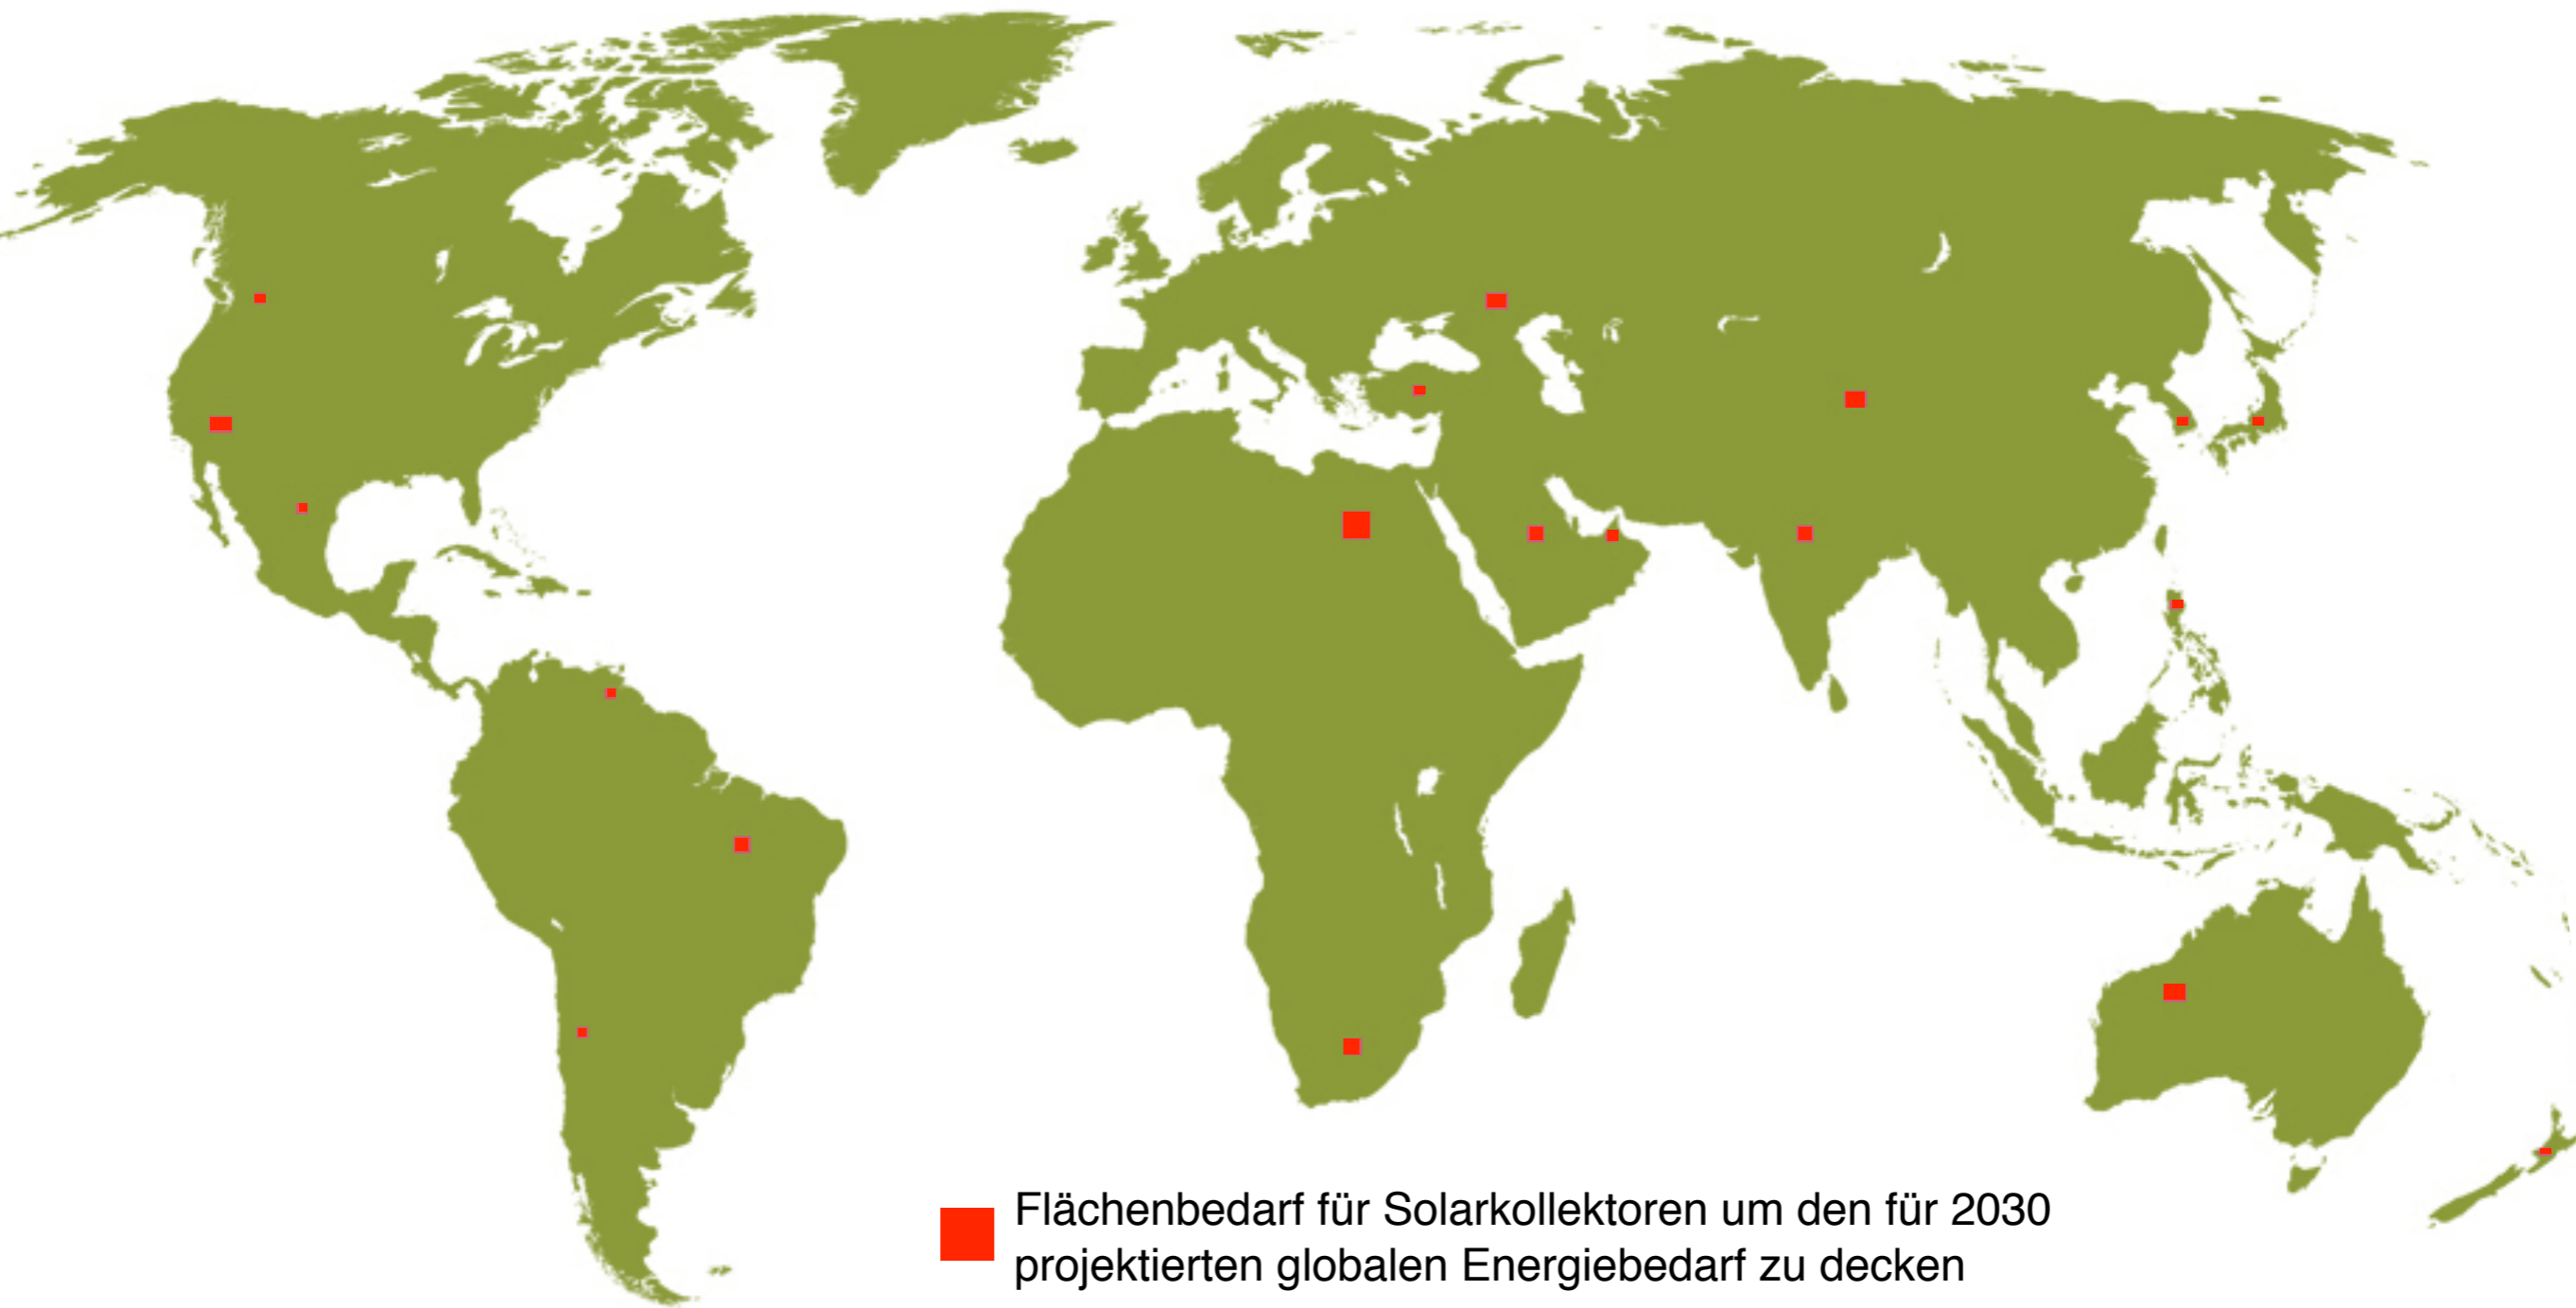 Flächenbedarf für Solarkollektoren um den für 2030
projektierten globalen Energiebedarf zu decken